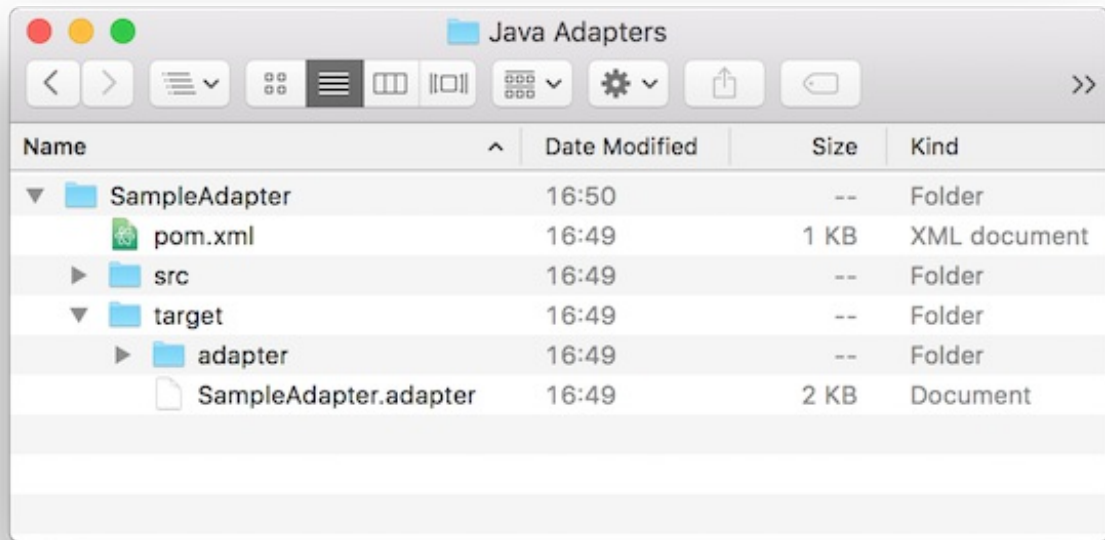 Java Adapters
Name Date Modified Size Kind
SampleAdapter 16:50 -- Folder
pom.xml 16:49 1 KB XML document
src 16:49 -- Folder
target 16:49 -- Folder
adapter 16:49 -- Folder
SampleAdapter.adapter 16:49 2 KB Document